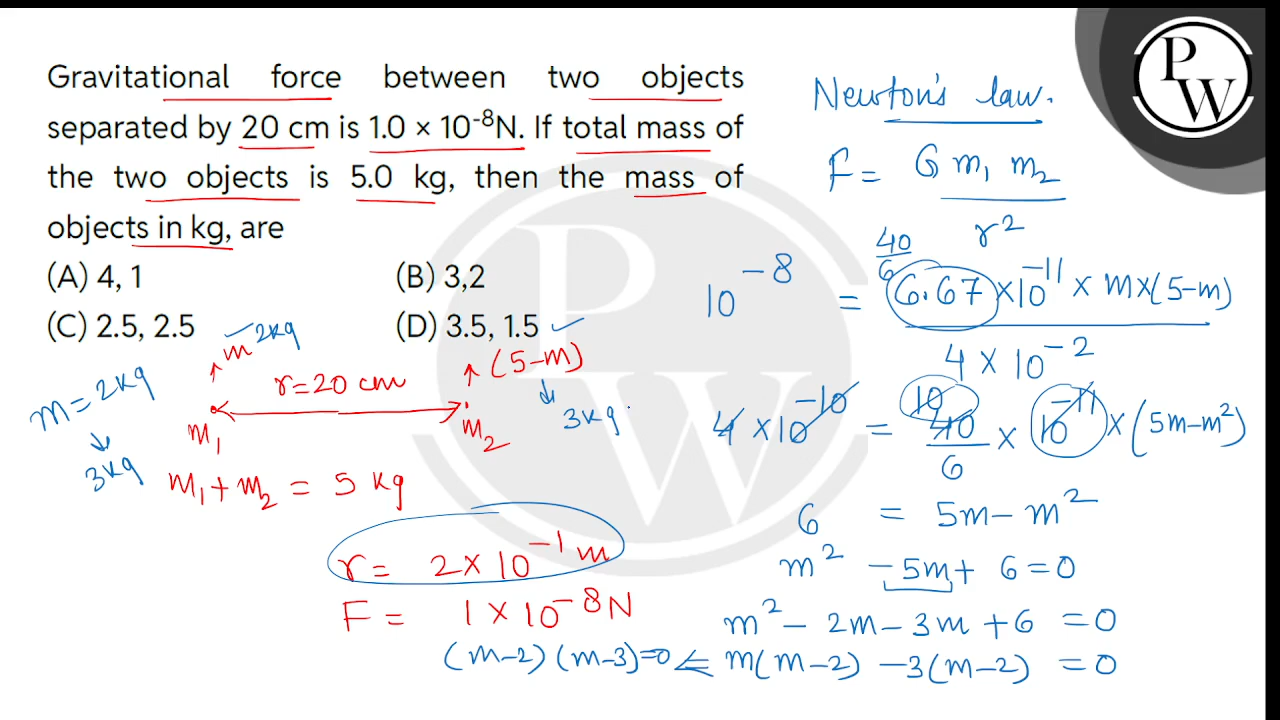 Gravitational force between two objects
separated by 20 cm is 1.0 × 10⁻⁸N. If total mass of
the two objects is 5.0 kg, then the mass of
objects in kg, are
(A) 4, 1 (B) 3,2
(C) 2.5, 2.5 (D) 3.5, 1.5 ✓
PW
Newton's law.
F = G m₁ m₂ / r²
40/6
10⁻⁸ = 6.67 × 10⁻¹¹ × m × (5−m) / 4 × 10⁻²
4 × 10⁻¹⁰ = 40/6 × 10⁻¹¹ × (5m−m²)
10
6 = 5m − m²
m² − 5m + 6 = 0
m² − 2m − 3m + 6 = 0
(m−2) (m−3)=0 ⇐ m(m−2) −3(m−2) = 0
m ✓ 2kg
(5−m)
r=20 cm
3kg
m₁ m₂
m = 2kg
3kg
m₁ + m₂ = 5 kg
r = 2 × 10⁻¹ m
F = 1 × 10⁻⁸ N
PW